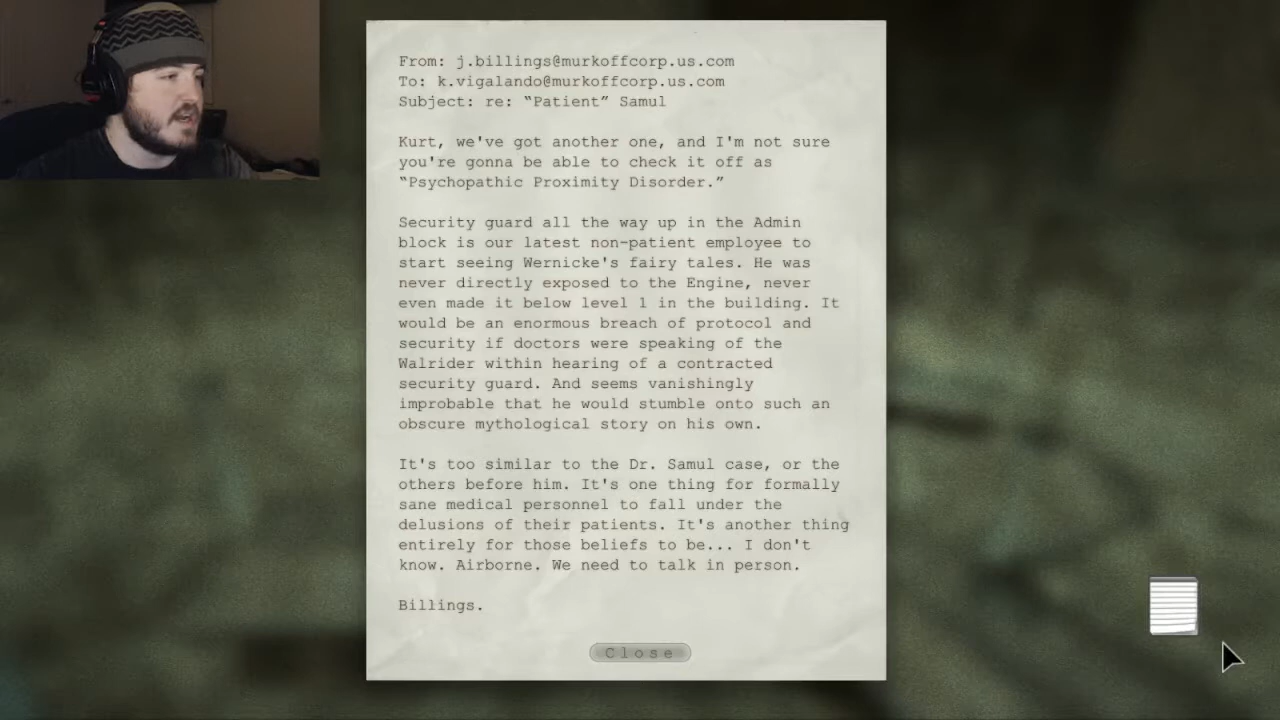 From: j.billings@murkoffcorp.us.com
To: k.vigalando@murkoffcorp.us.com
Subject: re: “Patient” Samul
Kurt, we've got another one, and I'm not sure
you're gonna be able to check it off as
“Psychopathic Proximity Disorder.”
Security guard all the way up in the Admin
block is our latest non-patient employee to
start seeing Wernicke's fairy tales. He was
never directly exposed to the Engine, never
even made it below level 1 in the building. It
would be an enormous breach of protocol and
security if doctors were speaking of the
Walrider within hearing of a contracted
security guard. And seems vanishingly
improbable that he would stumble onto such an
obscure mythological story on his own.
It's too similar to the Dr. Samul case, or the
others before him. It's one thing for formally
sane medical personnel to fall under the
delusions of their patients. It's another thing
entirely for those beliefs to be... I don't
know. Airborne. We need to talk in person.
Billings.
Close